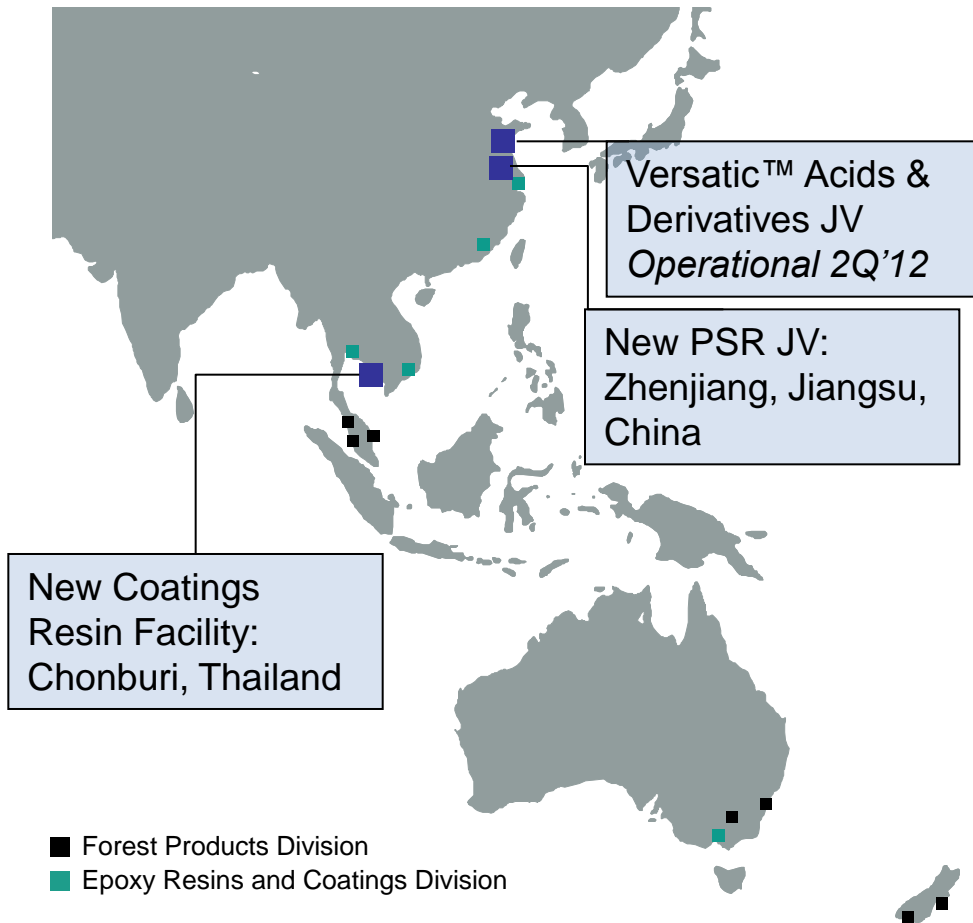 Versatic™ Acids &
Derivatives JV
Operational 2Q’12
New PSR JV:
Zhenjiang, Jiangsu,
China
New Coatings
Resin Facility:
Chonburi, Thailand
Forest Products Division
Epoxy Resins and Coatings Division